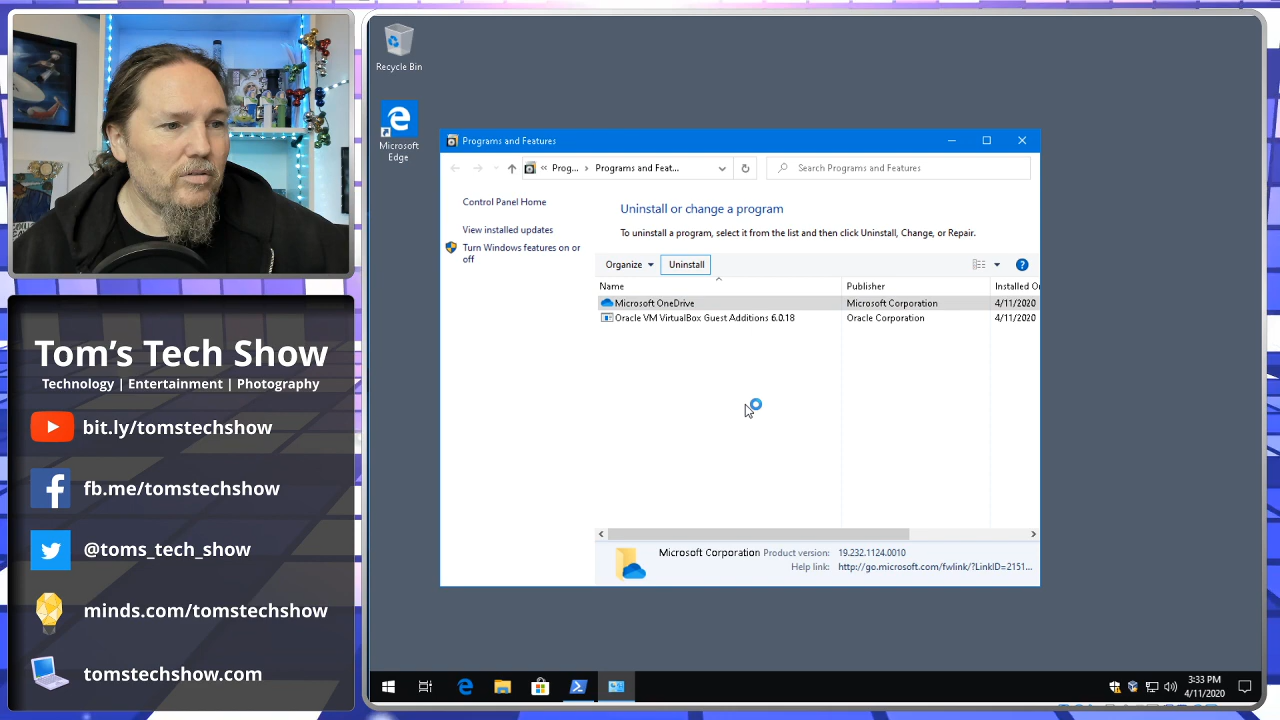 Recycle Bin
Microsoft
Edge
Programs and Features
« Prog... › Programs and Feat...
Search Programs and Features
Control Panel Home
View installed updates
Turn Windows features on or
off
Uninstall or change a program
To uninstall a program, select it from the list and then click Uninstall, Change, or Repair.
Organize
Uninstall
Name
Publisher
Installed On
Microsoft OneDrive
Microsoft Corporation
4/11/2020
Oracle VM VirtualBox Guest Additions 6.0.18
Oracle Corporation
4/11/2020
Microsoft Corporation Product version: 19.232.1124.0010
Help link: http://go.microsoft.com/fwlink/?LinkID=2151...
3:33 PM
4/11/2020
Tom's Tech Show
Technology | Entertainment | Photography
bit.ly/tomstechshow
fb.me/tomstechshow
@toms_tech_show
minds.com/tomstechshow
tomstechshow.com